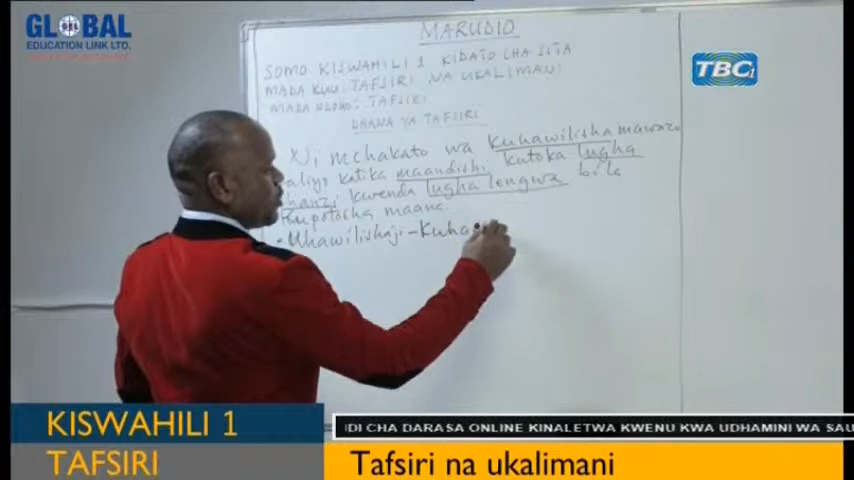 GLOBAL
EDUCATION LINK LTD.
TBC1
MARUDIO
SOMO KISWAHILI 1 KIDATO CHA SITA
MADA KUU: TAFSIRI NA UKALIMANI
MADA NDOGO: TAFSIRI
DHANA YA TAFSIRI
Ni mchakato wa kuhawilisha mawazo
yaliyo katika maandishi kutoka lugha
chanzi kwenda lugha lengwa bila
kupotosha maana.
• Uhawilishaji - Kuha
KISWAHILI 1
TAFSIRI
IDI CHA DARASA ONLINE KINALETWA KWENU KWA UDHAMINI WA SAU
Tafsiri na ukalimani